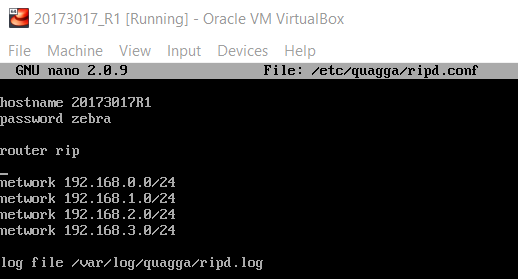 20173017_R1 [Running] - Oracle VM VirtualBox
File Machine View Input Devices Help
GNU nano 2.0.9 File: /etc/quagga/ripd.conf
hostname 20173017R1
password zebra
router rip
_
network 192.168.0.0/24
network 192.168.1.0/24
network 192.168.2.0/24
network 192.168.3.0/24
log file /var/log/quagga/ripd.log